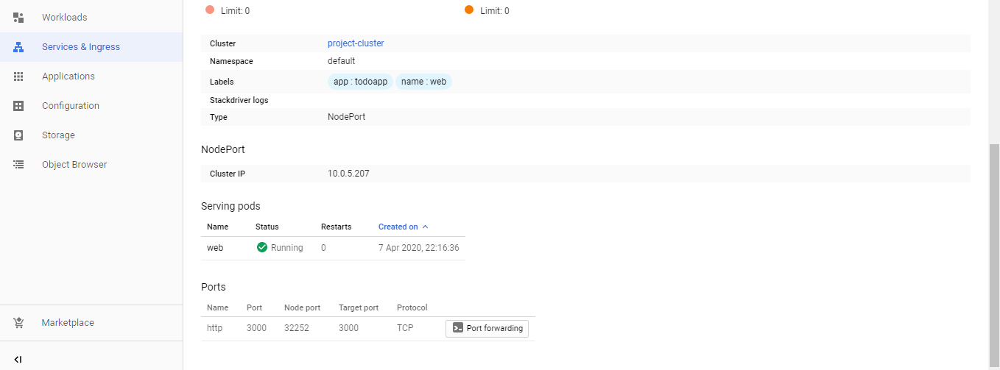 Workloads
Services & Ingress
Applications
Configuration
Storage
Object Browser
Marketplace
Limit: 0 Limit: 0
Cluster project-cluster
Namespace default
Labels app : todoapp name : web
Stackdriver logs
Type NodePort
NodePort
Cluster IP 10.0.5.207
Serving pods
Name Status Restarts Created on
web Running 0 7 Apr 2020, 22:16:36
Ports
Name Port Node port Target port Protocol
http 3000 32252 3000 TCP Port forwarding